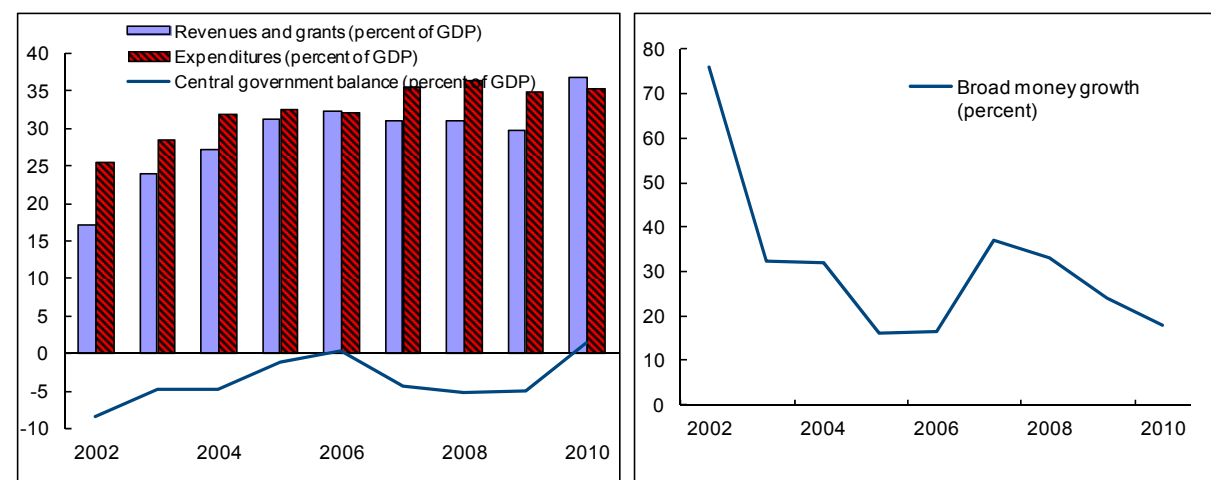 Revenues and grants (percent of GDP)
Expenditures (percent of GDP)
Central government balance (percent of GDP)
40
35
30
25
20
15
10
5
0
-5
-10
2002 2004 2006 2008 2010
80
70
60
50
40
30
20
10
0
Broad money growth
(percent)
2002 2004 2006 2008 2010